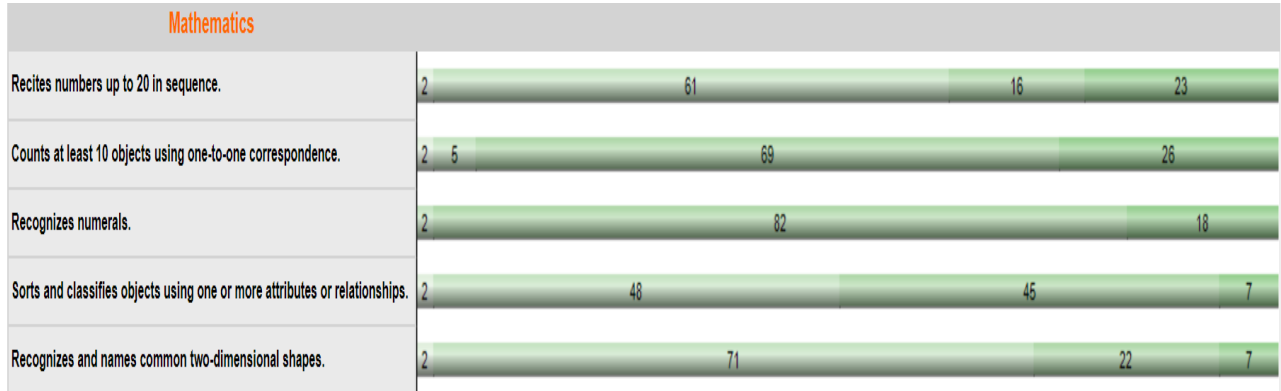 Mathematics
Recites numbers up to 20 in sequence. 2 61 16 23
Counts at least 10 objects using one-to-one correspondence. 2 5 69 26
Recognizes numerals. 2 82 18
Sorts and classifies objects using one or more attributes or relationships. 2 48 45 7
Recognizes and names common two-dimensional shapes. 2 71 22 7